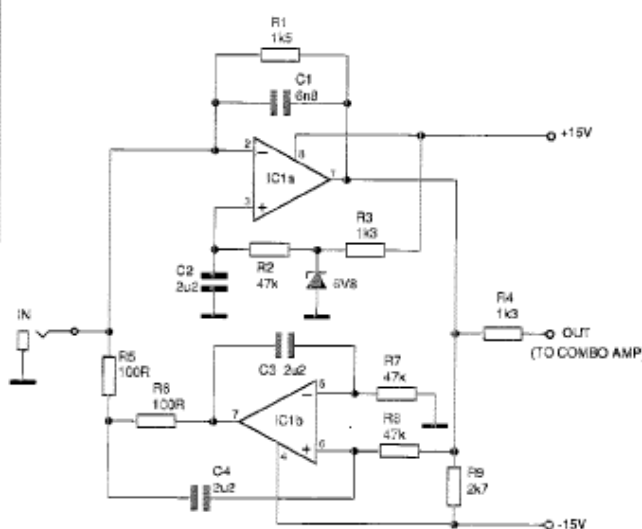 R1
1k5
C1
6n8
2
8
+15V
IC1a
1
3
R3
1k3
R2
47k
C2
2u2
6V8
R4
1k3
IN
OUT
(TO COMBO AMP)
C3 2u2
R7
47k
R5
100R
R6
100R
5
7
IC1b
R8
47k
6
4
C4
2u2
R9
2k7
-15V